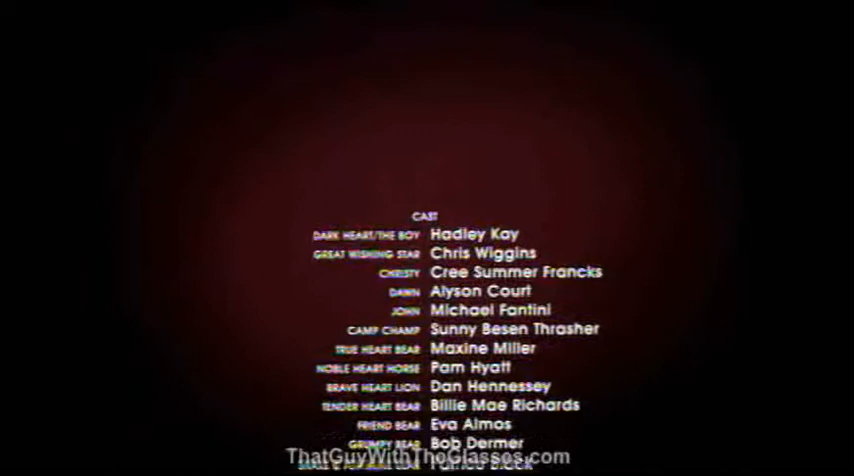 CAST
DARK HEART/THE BOY Hadley Kay
GREAT WISHING STAR Chris Wiggins
CHRISTY Cree Summer Francks
DAWN Alyson Court
JOHN Michael Fantini
CAMP CHAMP Sunny Besen Thrasher
TRUE HEART BEAR Maxine Miller
NOBLE HEART HORSE Pam Hyatt
BRAVE HEART LION Dan Hennessey
TENDER HEART BEAR Billie Mae Richards
FRIEND BEAR Eva Almos
GRUMPY BEAR Bob Dermer
ThatGuyWithTheGlasses.com